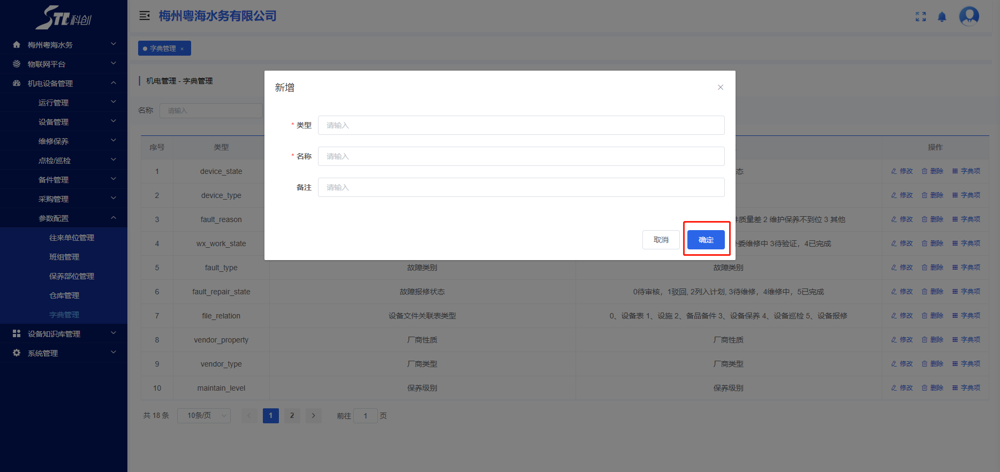 STC科创
梅州粤海水务有限公司
梅州粤海水务
物联网平台
机电设备管理
运行管理
设备管理
维修保养
点检/巡检
备件管理
采购管理
参数配置
往来单位管理
班组管理
保养部位管理
仓库管理
字典管理
设备知识库管理
系统管理
字典管理 ×
机电管理 - 字典管理
名称 请输入
新增
* 类型 请输入
* 名称 请输入
备注 请输入
取消 确定
序号 类型 操作
1 device_state 态 修改 删除 字典项
2 device_type 修改 删除 字典项
3 fault_reason 质量差 2 维护保养不到位 3 其他 修改 删除 字典项
4 wx_work_state 委维修中 3待验证，4已完成 修改 删除 字典项
5 fault_type 故障类别 故障类别 修改 删除 字典项
6 fault_repair_state 故障报修状态 0待审核，1驳回, 2列入计划, 3待维修，4维修中，5已完成 修改 删除 字典项
7 file_relation 设备文件关联表类型 0、设备表 1、设施 2、备品备件 3、设备保养 4、设备巡检 5、设备报修 修改 删除 字典项
8 vendor_property 厂商性质 厂商性质 修改 删除 字典项
9 vendor_type 厂商类型 厂商类型 修改 删除 字典项
10 maintain_level 保养级别 保养级别 修改 删除 字典项
共 18 条 10条/页 1 2 前往 1 页